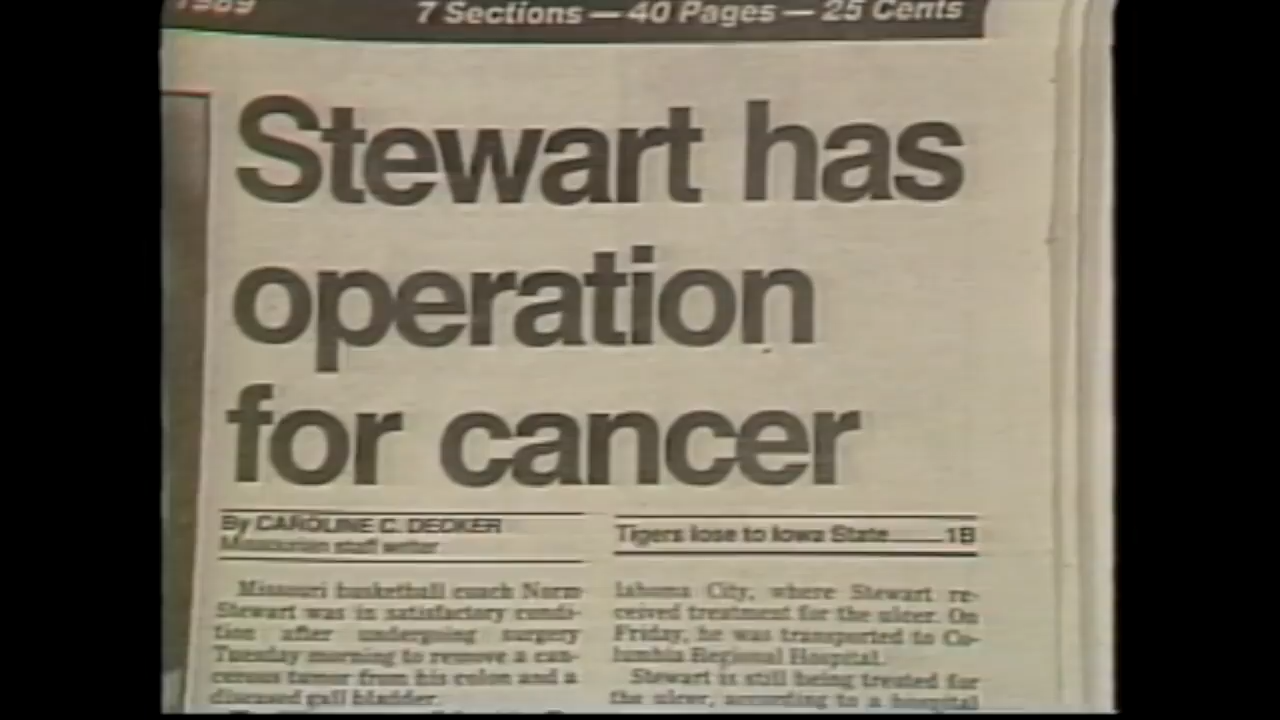 1989
7 Sections — 40 Pages — 25 Cents
Stewart has
operation
for cancer
By CAROLINE C. DECKER
Missourian staff writer
Missouri basketball coach Norm
Stewart was in satisfactory condi-
tion after undergoing surgery
Tuesday morning to remove a can-
cerous tumor from his colon and a
diseased gall bladder.
Tigers lose to Iowa State........1B
lahoma City, where Stewart re-
ceived treatment for the ulcer. On
Friday, he was transported to Co-
lumbia Regional Hospital.
Stewart is still being treated for
the ulcer, according to a hospital